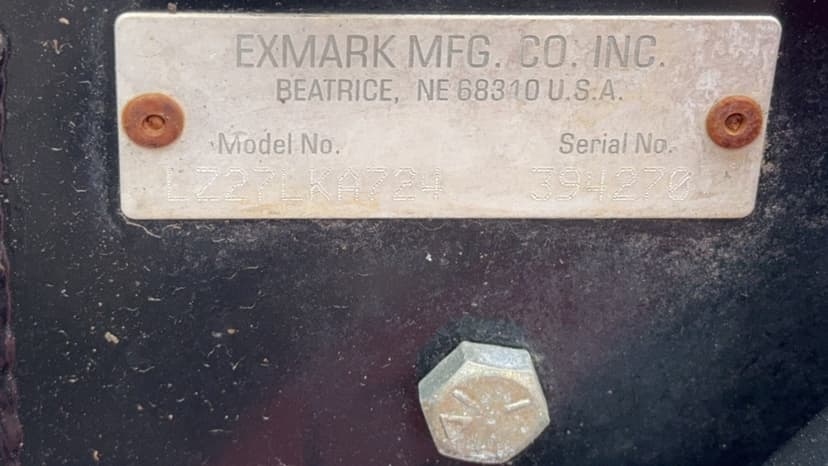 EXMARK MFG. CO. INC.
BEATRICE, NE 68310 U.S.A.
Model No. Serial No.
LZ27LKA724 394270